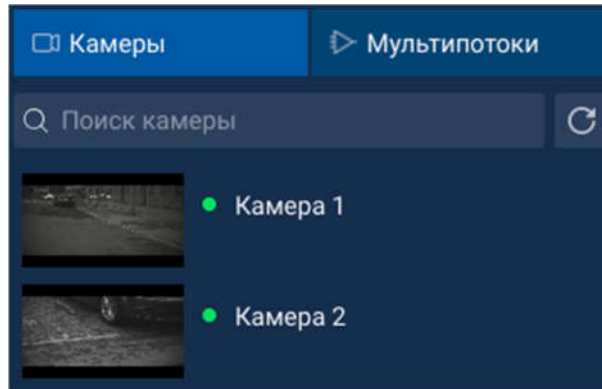 Камеры
Мультипотоки
Поиск камеры
Камера 1
Камера 2